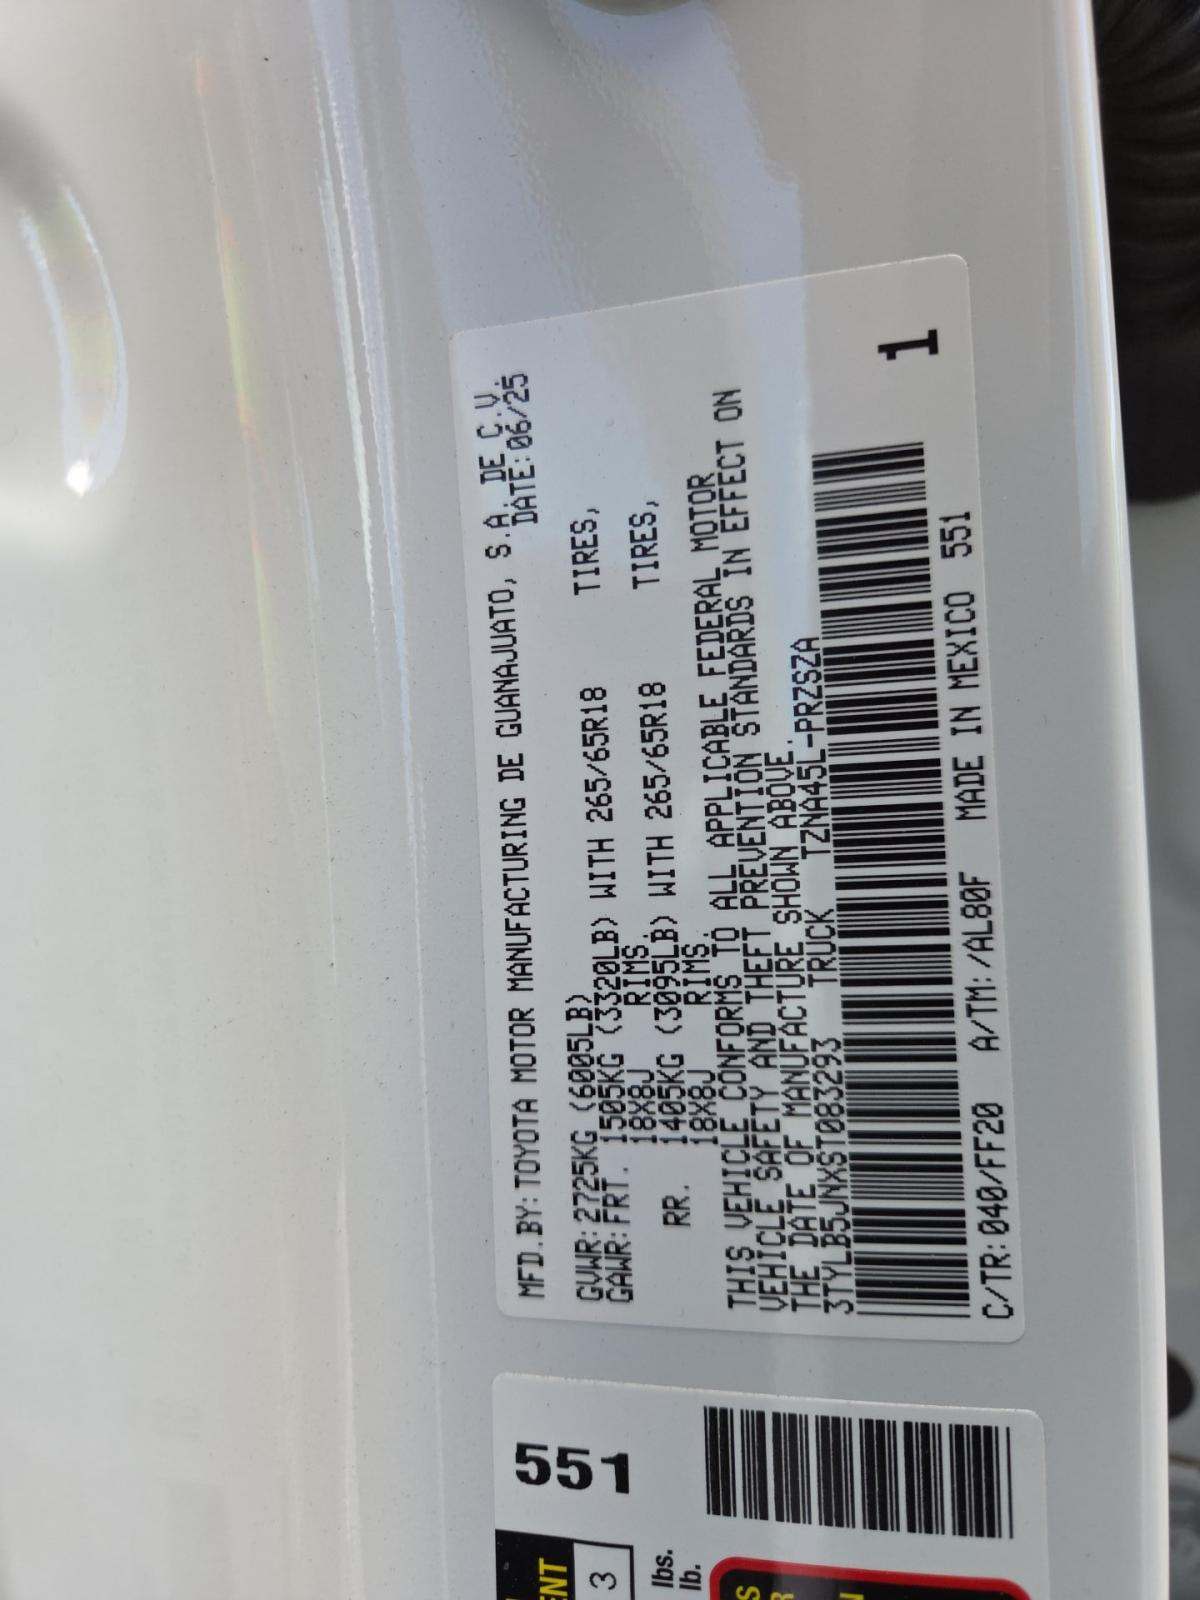 MFD.BY:TOYOTA MOTOR MANUFACTURING DE GUANAJUATO, S.A. DE C.V.
DATE:06/25
GVWR:2725KG (6005LB)
GAWR:FRT. 1505KG (3320LB) WITH 265/65R18 TIRES,
18X8J RIMS.
RR. 1405KG (3095LB) WITH 265/65R18 TIRES,
18X8J RIMS.
THIS VEHICLE CONFORMS TO ALL APPLICABLE FEDERAL MOTOR
VEHICLE SAFETY AND THEFT PREVENTION STANDARDS IN EFFECT ON
THE DATE OF MANUFACTURE SHOWN ABOVE.
3TYLB5JNXST083293 TRUCK TZNA45L-PRZSZA
1
C/TR:040/FF20 A/TM:/AL80F MADE IN MEXICO 551
551
3
lbs.
lb.